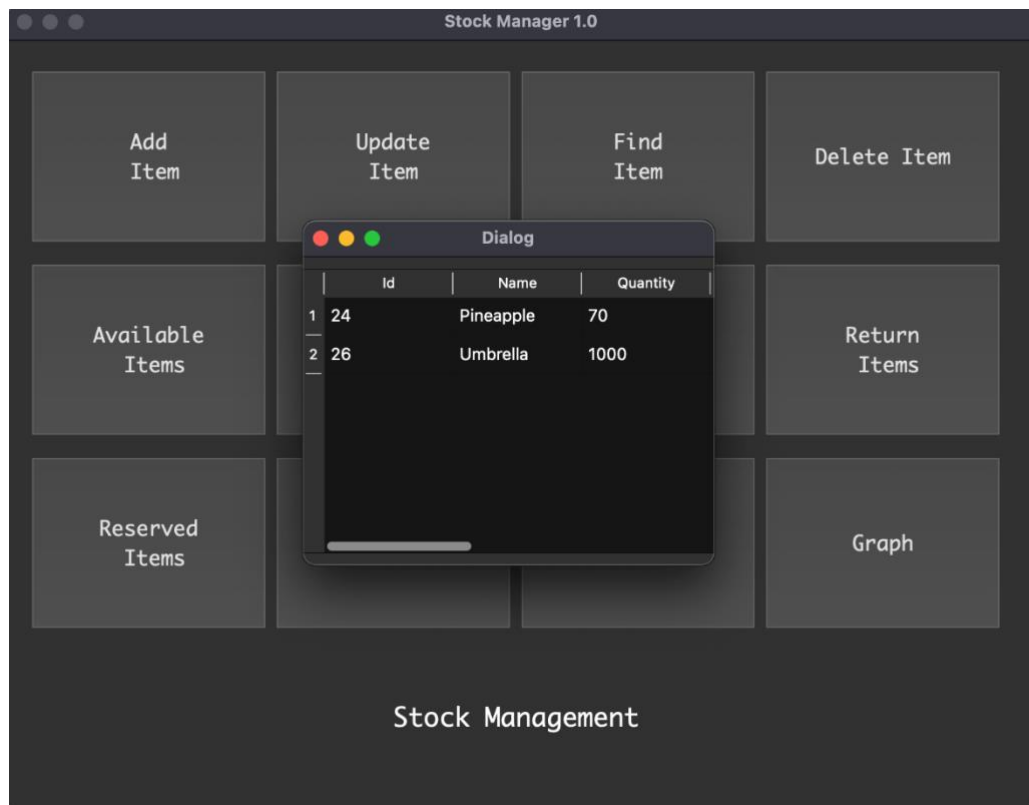 Stock Manager 1.0
Add
Item
Update
Item
Find
Item
Delete Item
Dialog
Id Name Quantity
1 24 Pineapple 70
2 26 Umbrella 1000
Available
Items
Return
Items
Reserved
Items
Graph
Stock Management